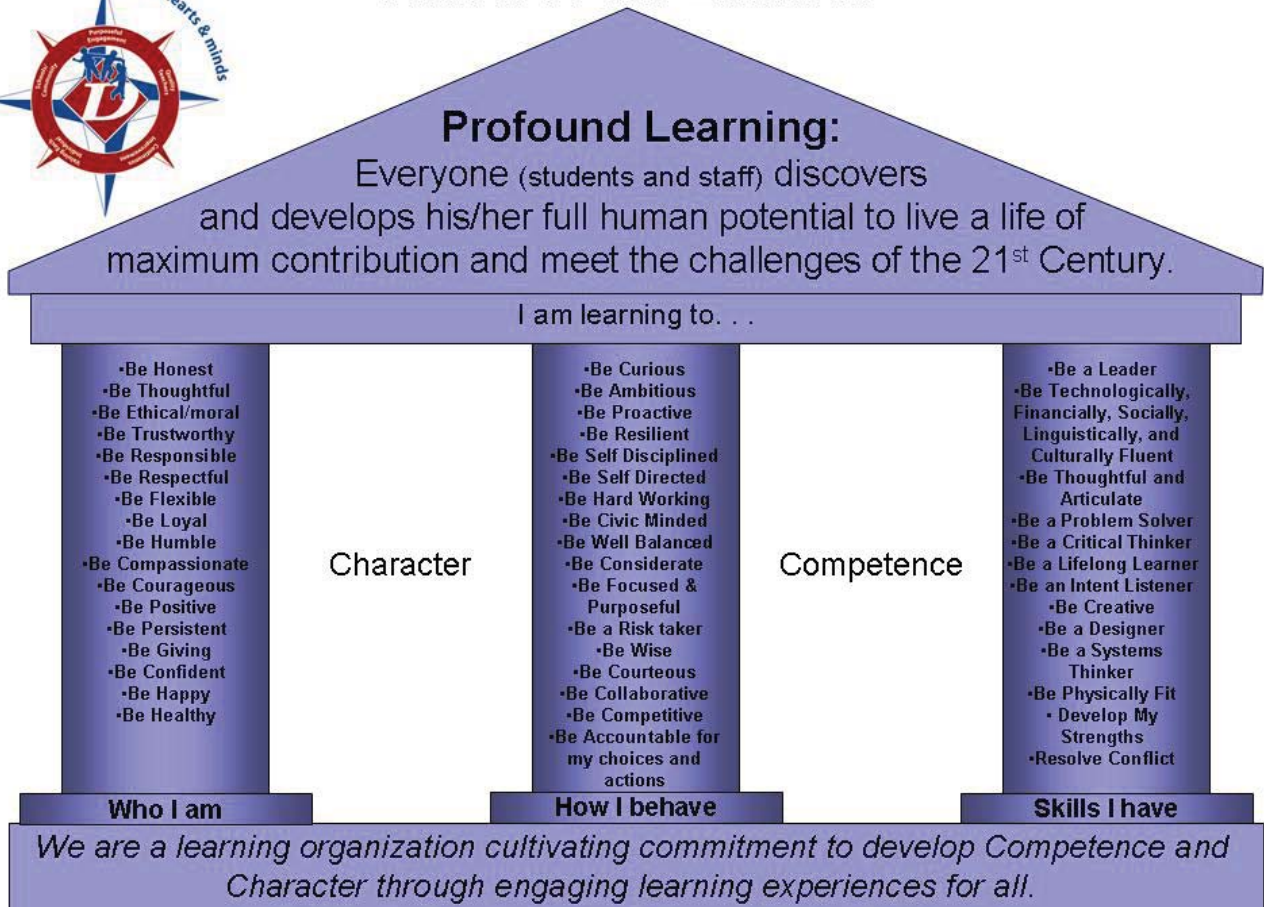 hearts & minds
Purposeful
Engagement
Quality
Teachers
Schools/
Community
D
Continuous
Improvement
Profound Learning:
Everyone (students and staff) discovers
and develops his/her full human potential to live a life of
maximum contribution and meet the challenges of the 21st Century.
I am learning to. . .
•Be Honest
•Be Thoughtful
•Be Ethical/moral
•Be Trustworthy
•Be Responsible
•Be Respectful
•Be Flexible
•Be Loyal
•Be Humble
•Be Compassionate
•Be Courageous
•Be Positive
•Be Persistent
•Be Giving
•Be Confident
•Be Happy
•Be Healthy
Who I am
Character
•Be Curious
•Be Ambitious
•Be Proactive
•Be Resilient
•Be Self Disciplined
•Be Self Directed
•Be Hard Working
•Be Civic Minded
•Be Well Balanced
•Be Considerate
•Be Focused &
Purposeful
•Be a Risk taker
•Be Wise
•Be Courteous
•Be Collaborative
•Be Competitive
•Be Accountable for
my choices and
actions
How I behave
Competence
•Be a Leader
•Be Technologically,
Financially, Socially,
Linguistically, and
Culturally Fluent
•Be Thoughtful and
Articulate
•Be a Problem Solver
•Be a Critical Thinker
•Be a Lifelong Learner
•Be an Intent Listener
•Be Creative
•Be a Designer
•Be a Systems
Thinker
•Be Physically Fit
• Develop My
Strengths
•Resolve Conflict
Skills I have
We are a learning organization cultivating commitment to develop Competence and
Character through engaging learning experiences for all.